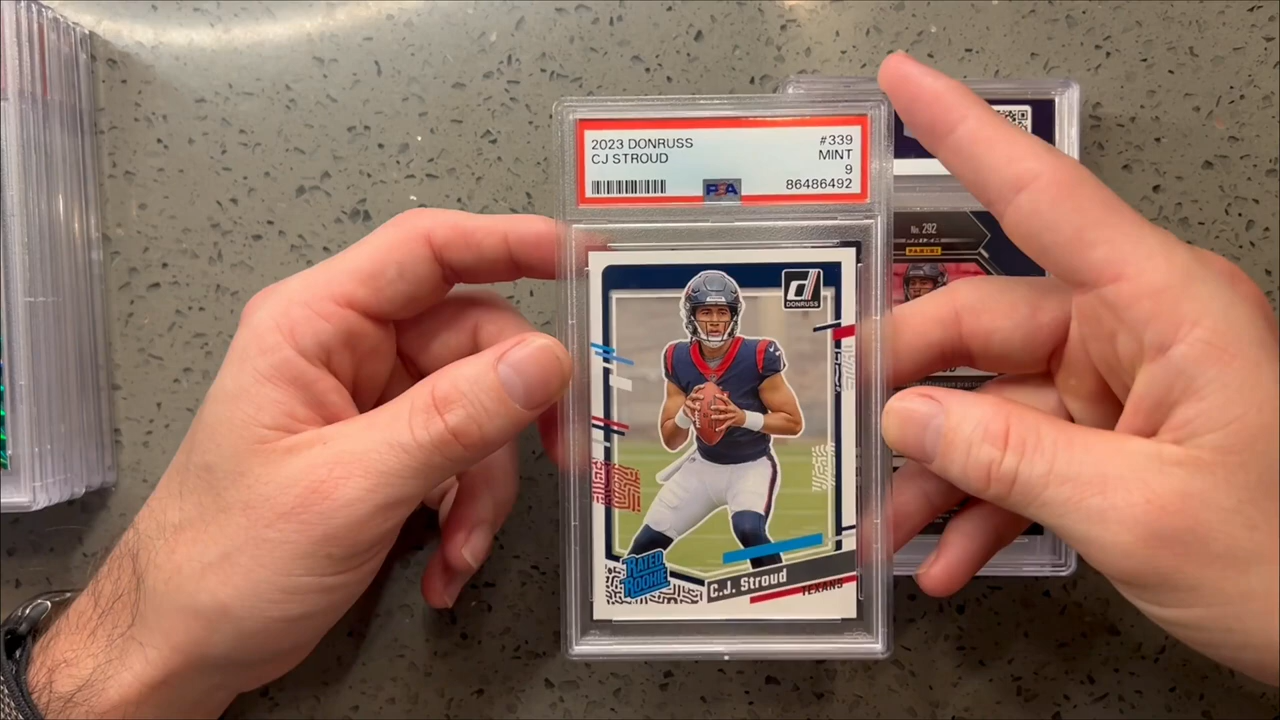 2023 DONRUSS
#339
CJ STROUD
MINT
9
PSA
86486492
No. 292
PANINI
DONRUSS
RATED
ROOKIE
C.J. Stroud
TEXANS